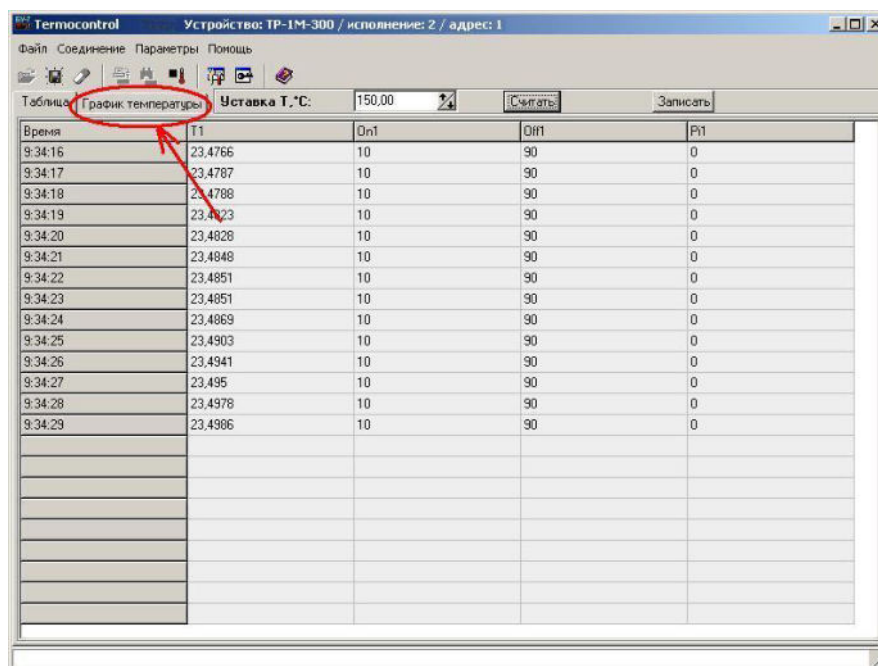 Termocontrol Устройство: ТР-1М-300 / исполнение: 2 / адрес: 1
Файл Соединение Параметры Помощь
Таблица График температуры Уставка Т,°С: 150,00 Считать Записать
Время T1 On1 Off1 Pi1
9:34:16 23,4766 10 90 0
9:34:17 23,4787 10 90 0
9:34:18 23,4788 10 90 0
9:34:19 23,4823 10 90 0
9:34:20 23,4828 10 90 0
9:34:21 23,4848 10 90 0
9:34:22 23,4851 10 90 0
9:34:23 23,4851 10 90 0
9:34:24 23,4869 10 90 0
9:34:25 23,4903 10 90 0
9:34:26 23,4941 10 90 0
9:34:27 23,495 10 90 0
9:34:28 23,4978 10 90 0
9:34:29 23,4986 10 90 0